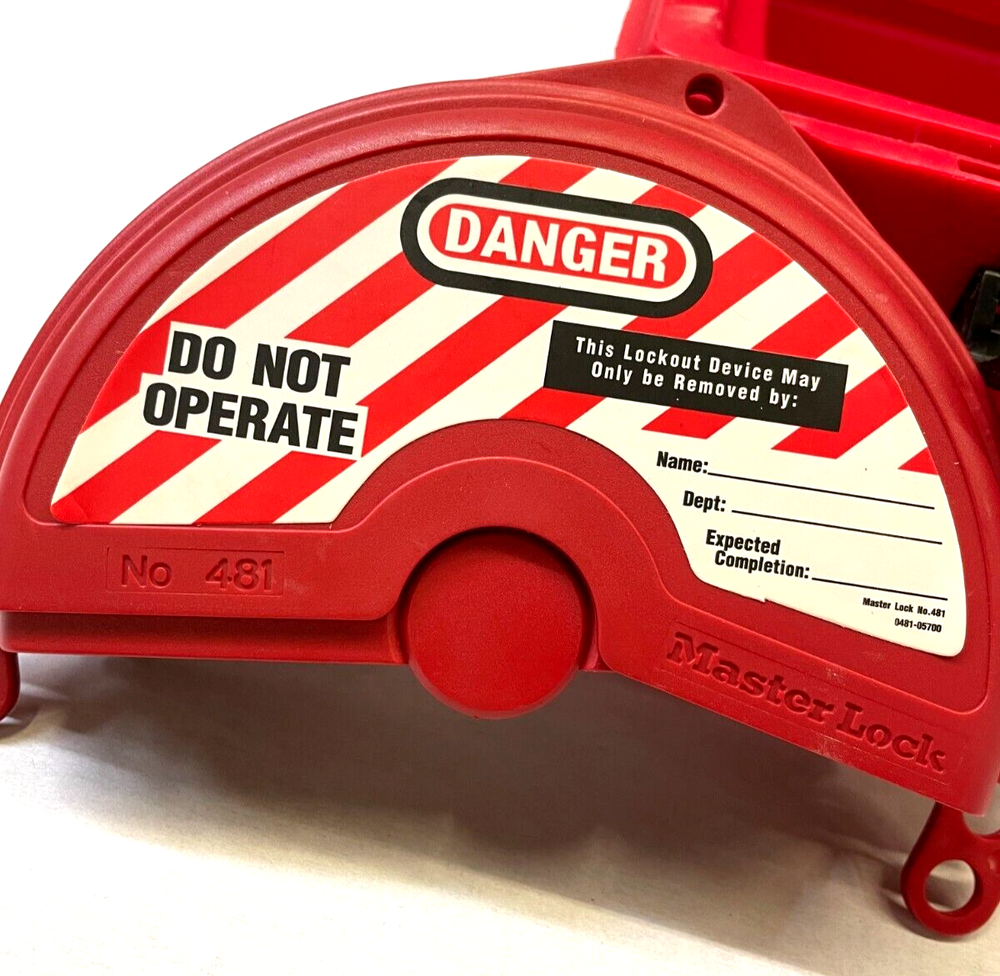 DANGER
DO NOT
OPERATE
This Lockout Device May
Only be Removed by:
Name:
Dept:
Expected
Completion:
Master Lock No.481
0481-05700
No 481
Master Lock